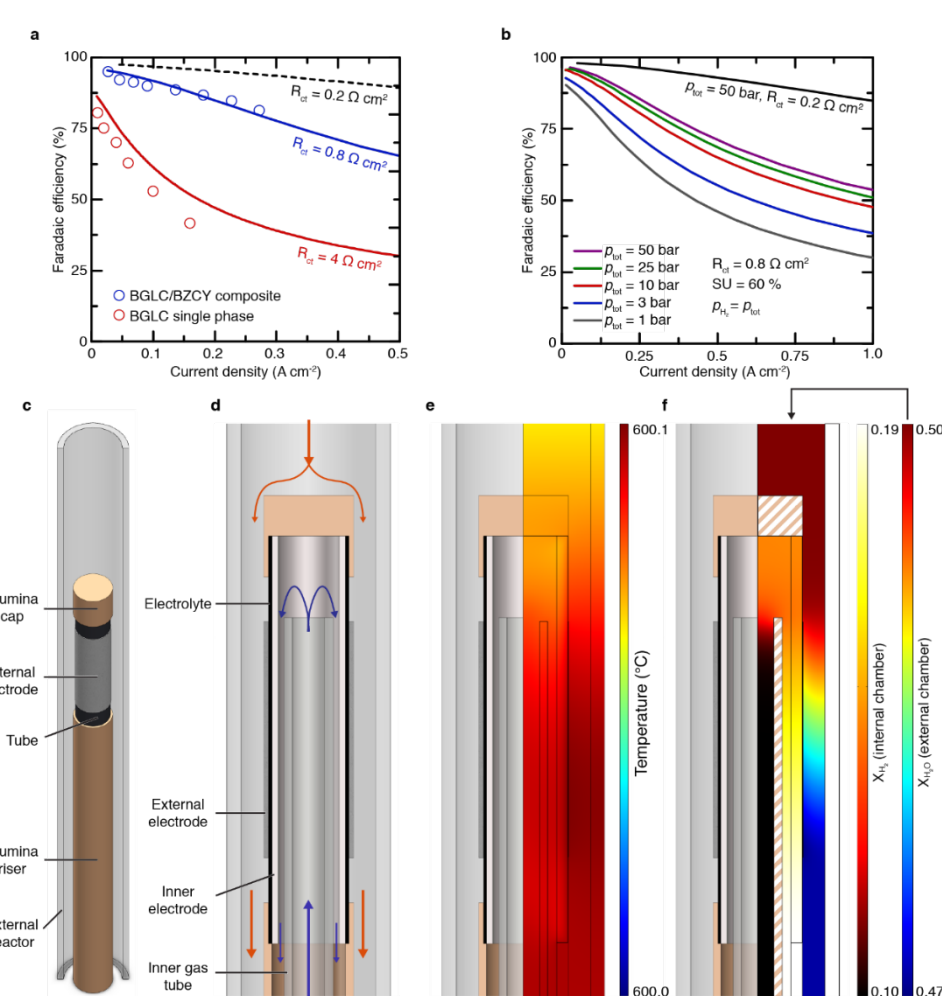 a
100
75
50
25
0
Faradaic efficiency (%)
R_ct = 0.2 Ω cm²
R_ct = 0.8 Ω cm²
R_ct = 4 Ω cm²
BGLC/BZCY composite
BGLC single phase
0 0.1 0.2 0.3 0.4 0.5
Current density (A cm⁻²)
b
100
75
50
25
0
Faradaic efficiency (%)
p_tot = 50 bar, R_ct = 0.2 Ω cm²
p_tot = 50 bar
p_tot = 25 bar
p_tot = 10 bar
p_tot = 3 bar
p_tot = 1 bar
R_ct = 0.8 Ω cm²
SU = 60 %
p_H₂ = p_tot
0 0.25 0.5 0.75 1.0
Current density (A cm⁻²)
c
umina
cap
ternal
ctrode
Tube
umina
riser
xternal
eactor
d
Electrolyte
External
electrode
Inner
electrode
Inner gas
tube
e
600.1
Temperature (°C)
600.0
f
0.19
X_H₂ (internal chamber)
0.10
0.50
X_H₂O (external chamber)
0.47